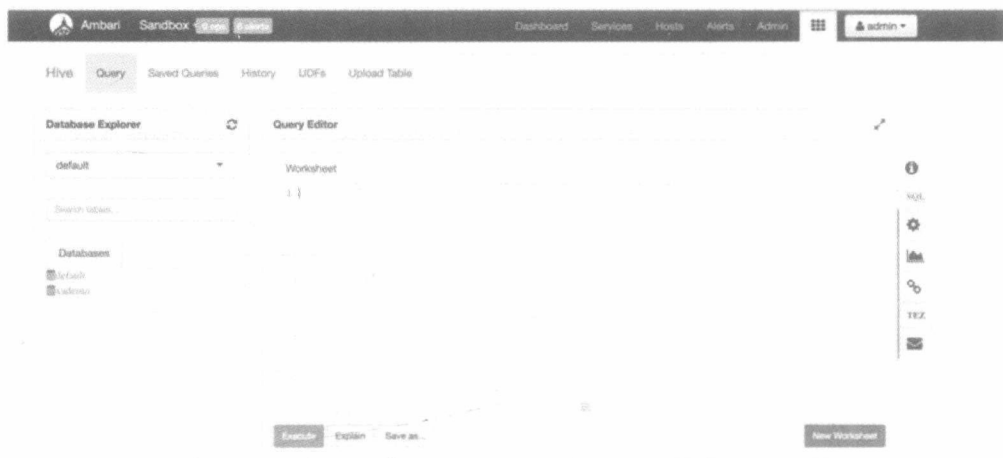 Ambari Sandbox 0 ops 0 alerts Dashboard Services Hosts Alerts Admin admin
Hive Query Saved Queries History UDFs Upload Table
Database Explorer Query Editor
default Worksheet
1
SQL
Search tables...
Databases
default
xademo
TEZ
Execute Explain Save as... New Worksheet